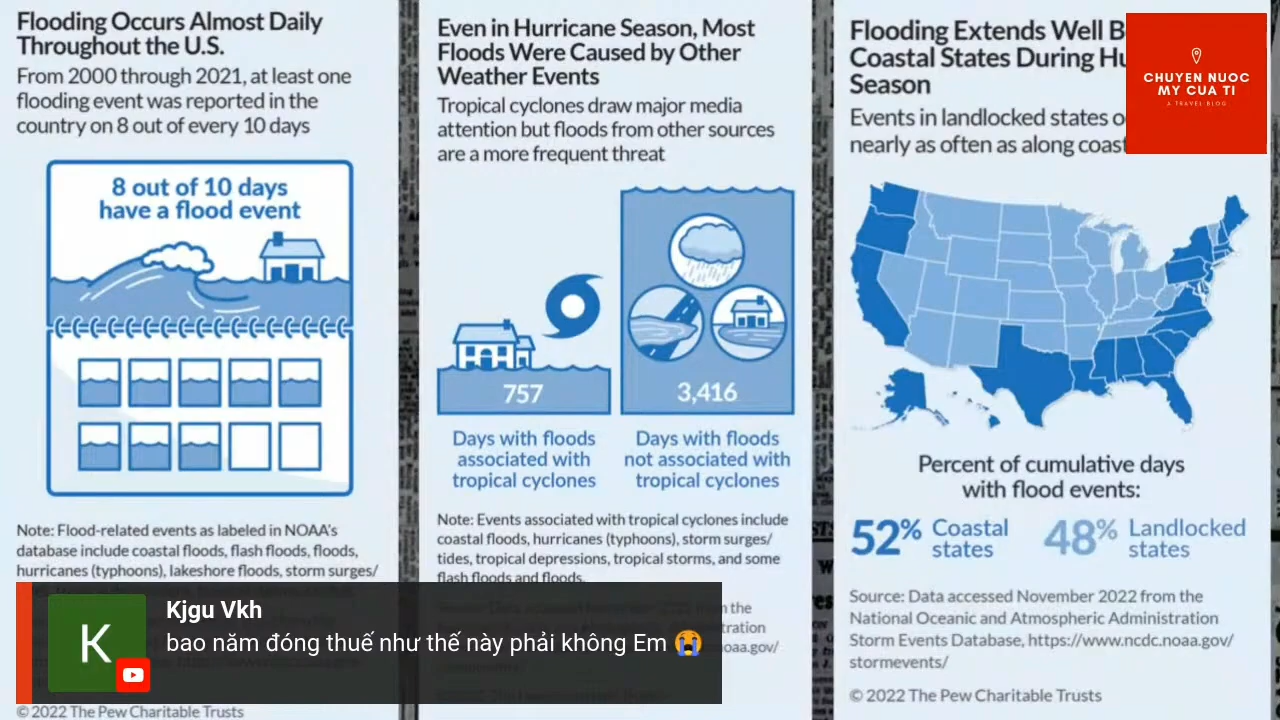 Flooding Occurs Almost Daily
Throughout the U.S.
From 2000 through 2021, at least one
flooding event was reported in the
country on 8 out of every 10 days
8 out of 10 days
have a flood event
Note: Flood-related events as labeled in NOAA's
database include coastal floods, flash floods, floods,
hurricanes (typhoons), lakeshore floods, storm surges/
© 2022 The Pew Charitable Trusts
Even in Hurricane Season, Most
Floods Were Caused by Other
Weather Events
Tropical cyclones draw major media
attention but floods from other sources
are a more frequent threat
757
3,416
Days with floods
associated with
tropical cyclones
Days with floods
not associated with
tropical cyclones
Note: Events associated with tropical cyclones include
coastal floods, hurricanes (typhoons), storm surges/
tides, tropical depressions, tropical storms, and some
flash floods and floods.
Flooding Extends Well
Coastal States During
Season
Events in landlocked states
nearly as often as along
Percent of cumulative days
with flood events:
52% Coastal
states
48% Landlocked
states
Source: Data accessed November 2022 from the
National Oceanic and Atmospheric Administration
Storm Events Database, https://www.ncdc.noaa.gov/
stormevents/
© 2022 The Pew Charitable Trusts
CHUYEN NUOC
MY CUA TI
A TRAVEL BLOG
K
Kjgu Vkh
bao năm đóng thuế như thế này phải không Em 😭